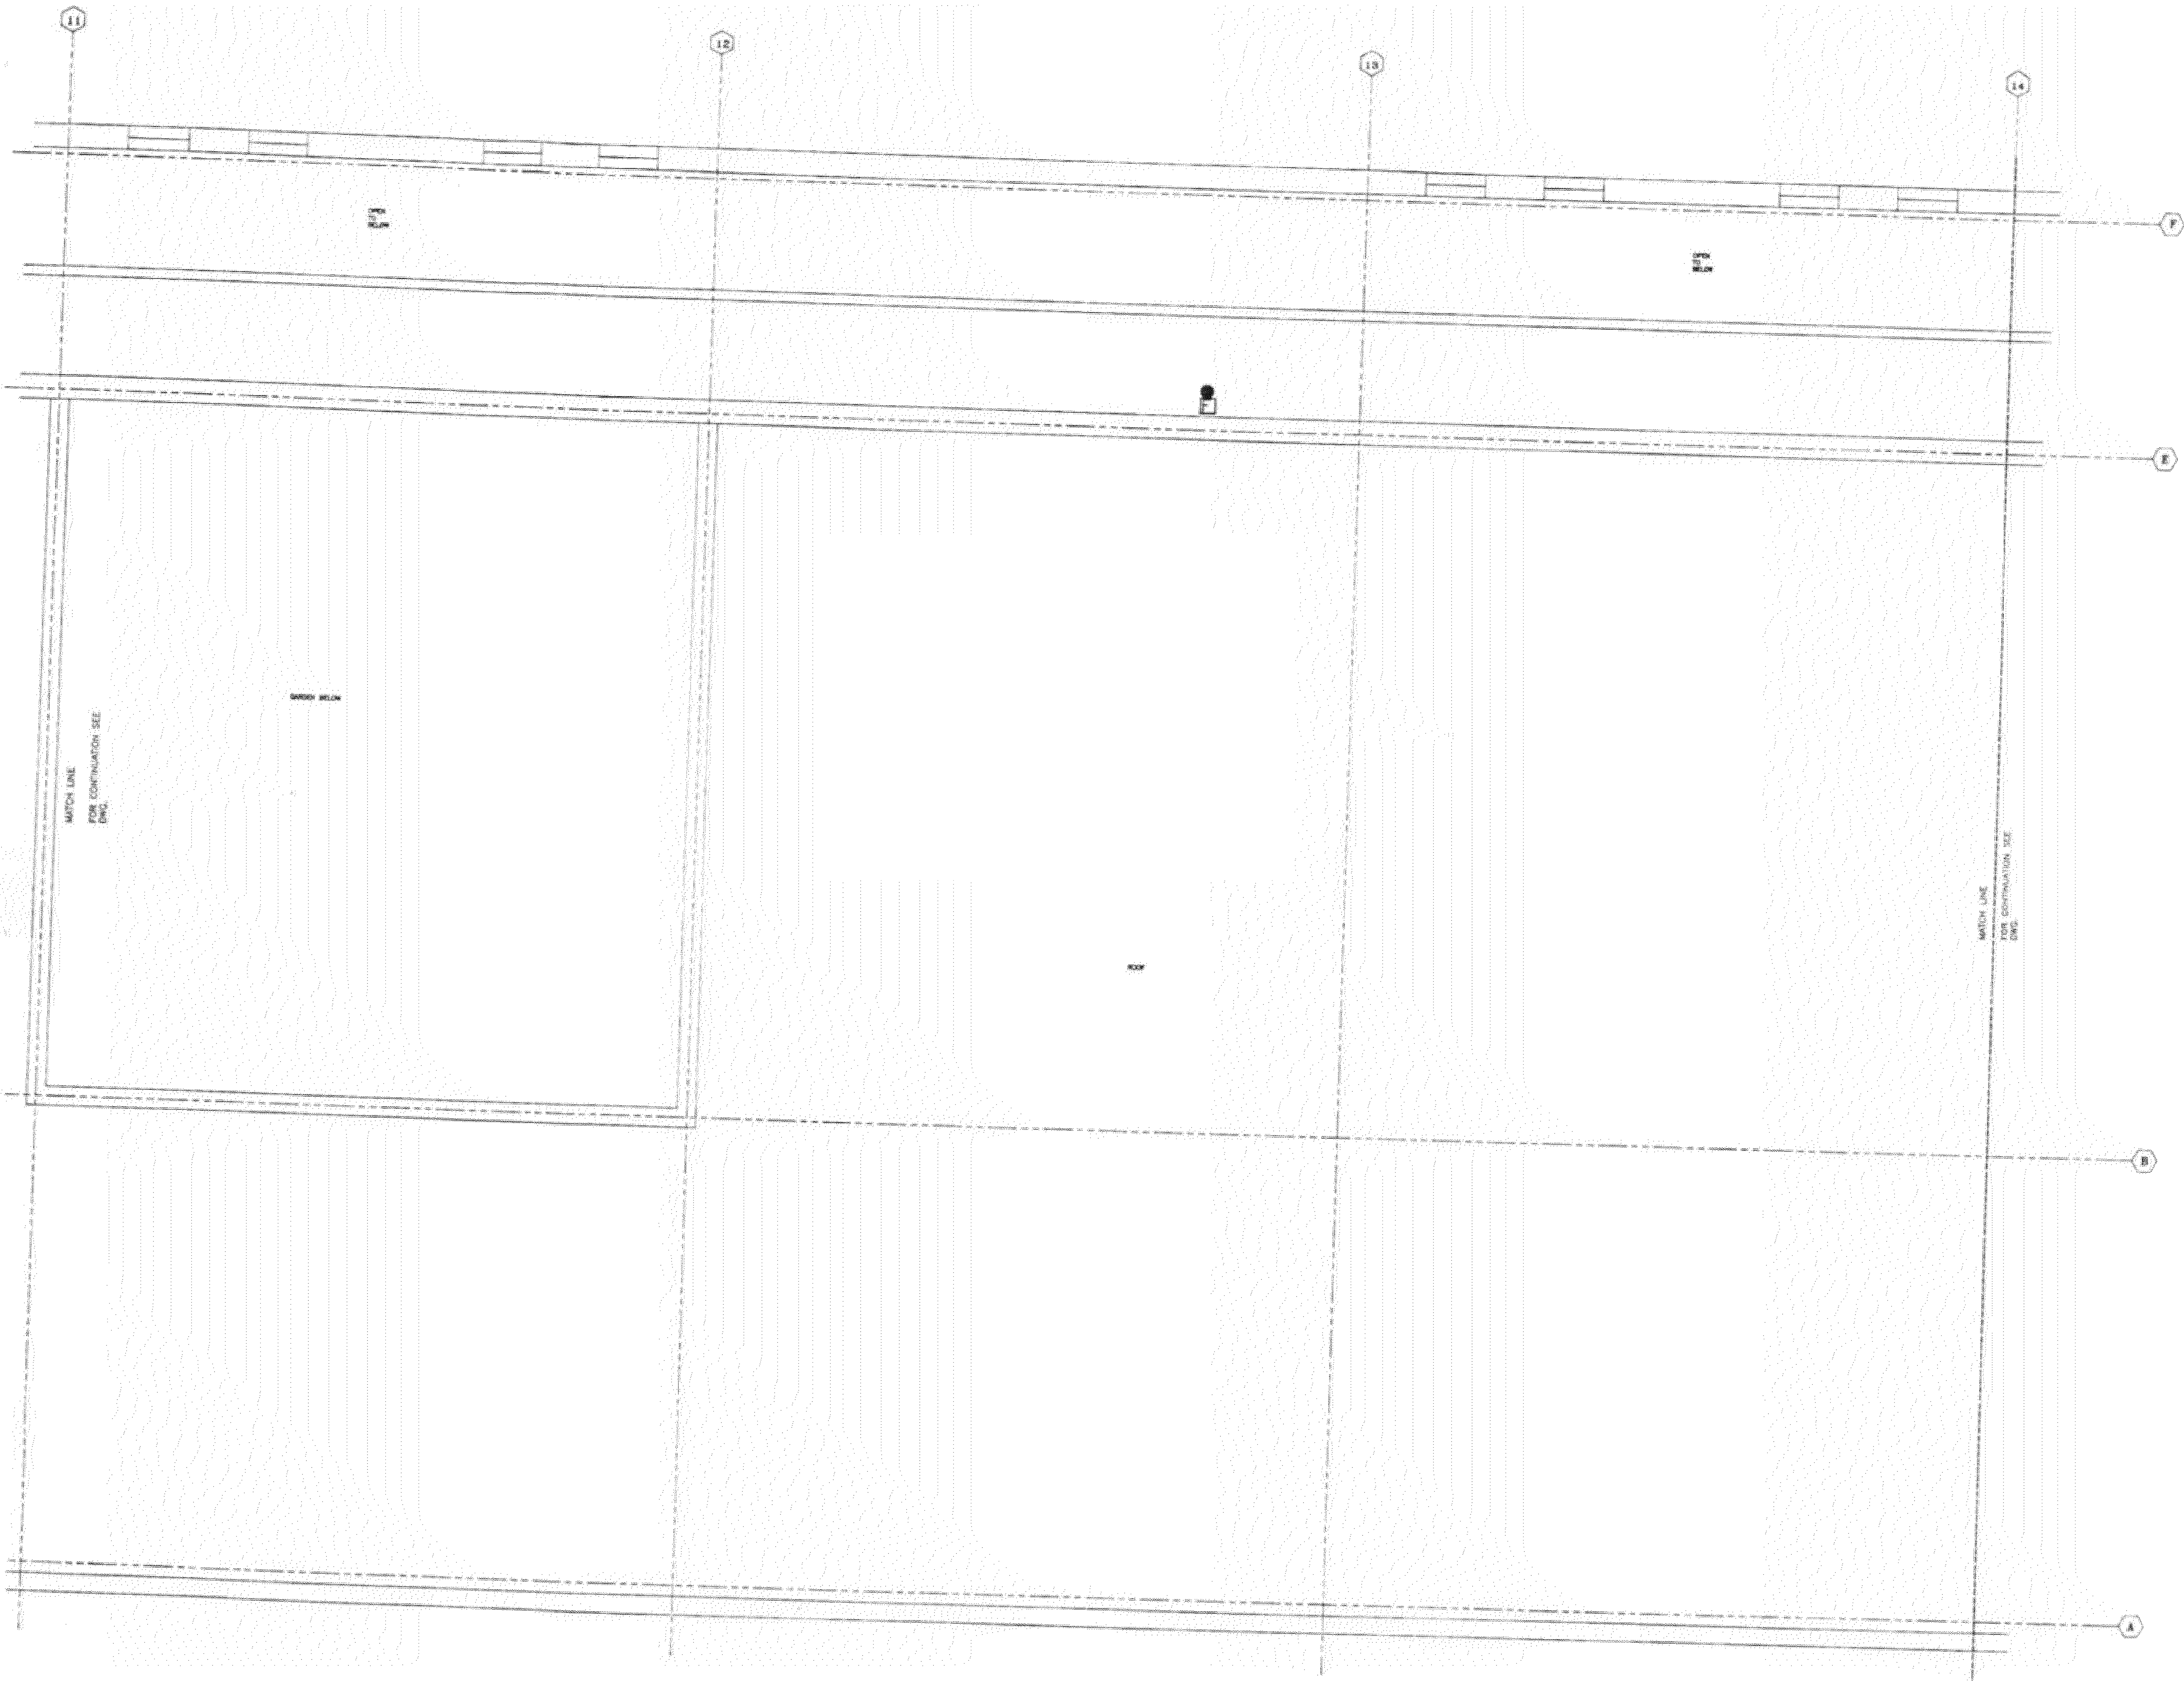 11
12
13
14
OPEN
TO
BELOW
F
OPEN
TO
BELOW
E
GARDEN BELOW
MATCH LINE
FOR CONTINUATION SEE
DWG.
MATCH LINE
FOR CONTINUATION SEE
DWG.
ROOF
B
A